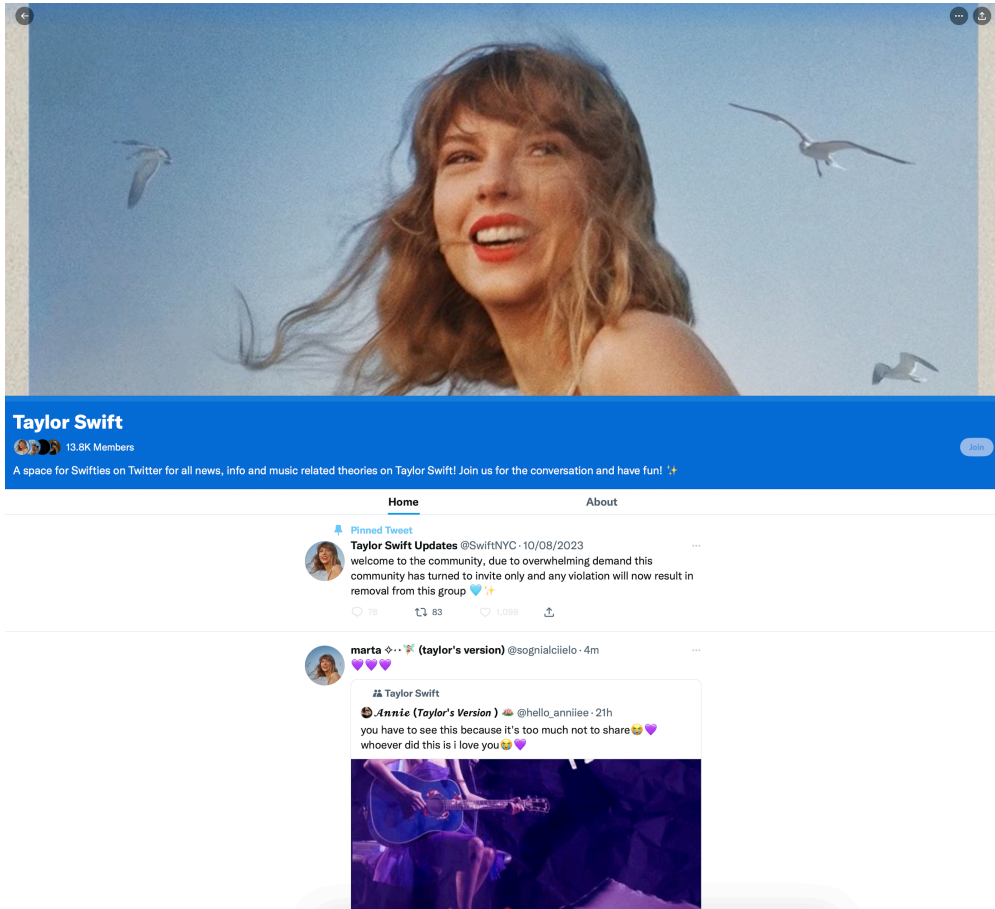 Taylor Swift
13.8K Members
Join
A space for Swifties on Twitter for all news, info and music related theories on Taylor Swift! Join us for the conversation and have fun! ✨
Home
About
Pinned Tweet
Taylor Swift Updates @SwiftNYC · 10/08/2023
welcome to the community, due to overwhelming demand this
community has turned to invite only and any violation will now result in
removal from this group 🩵✨
78 83 1,099
marta ✧··🧚🏻 (taylor's version) @sognialciielo · 4m
💜💜💜
Taylor Swift
𝓐𝓷𝓷𝓲𝓮 (𝙏𝙖𝙮𝙡𝙤𝙧'𝙨 𝙑𝙚𝙧𝙨𝙞𝙤𝙣 ) 🪷 @hello_anniiee · 21h
you have to see this because it's too much not to share😭💜
whoever did this is i love you😭💜